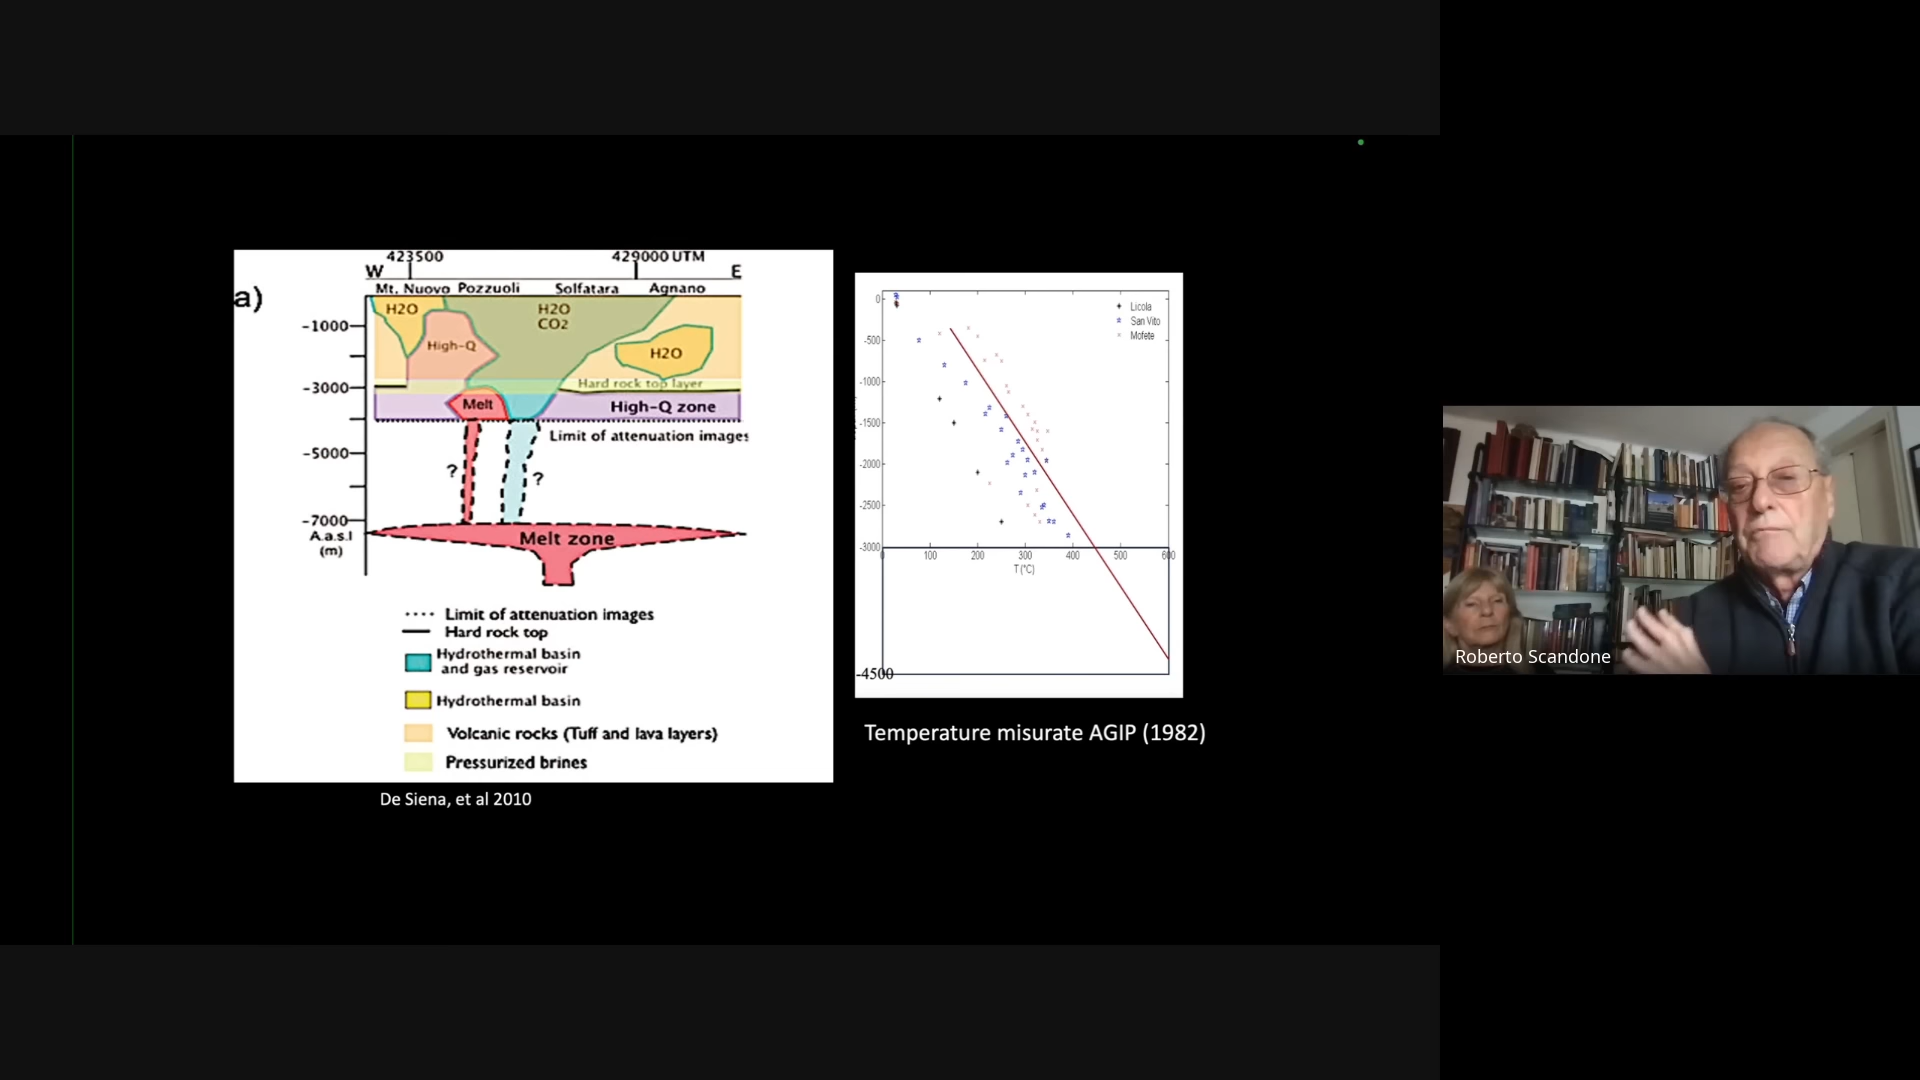 a)
423500
429000 UTM
W
E
Mt. Nuovo
Pozzuoli
Solfatara
Agnano
H2O
H2O
CO2
High-Q
H2O
Hard rock top layer
Melt
High-Q zone
Limit of attenuation images
-1000
-3000
-5000
-7000
A.a.s.l
(m)
?
?
Melt zone
Limit of attenuation images
Hard rock top
Hydrothermal basin
and gas reservoir
Hydrothermal basin
Volcanic rocks (Tuff and lava layers)
Pressurized brines
De Siena, et al 2010
Licola
San Vito
Mofete
0
-500
-1000
-1500
-2000
-2500
-3000
0 100 200 300 400 500 600
T (°C)
-4500
Temperature misurate AGIP (1982)
Roberto Scandone